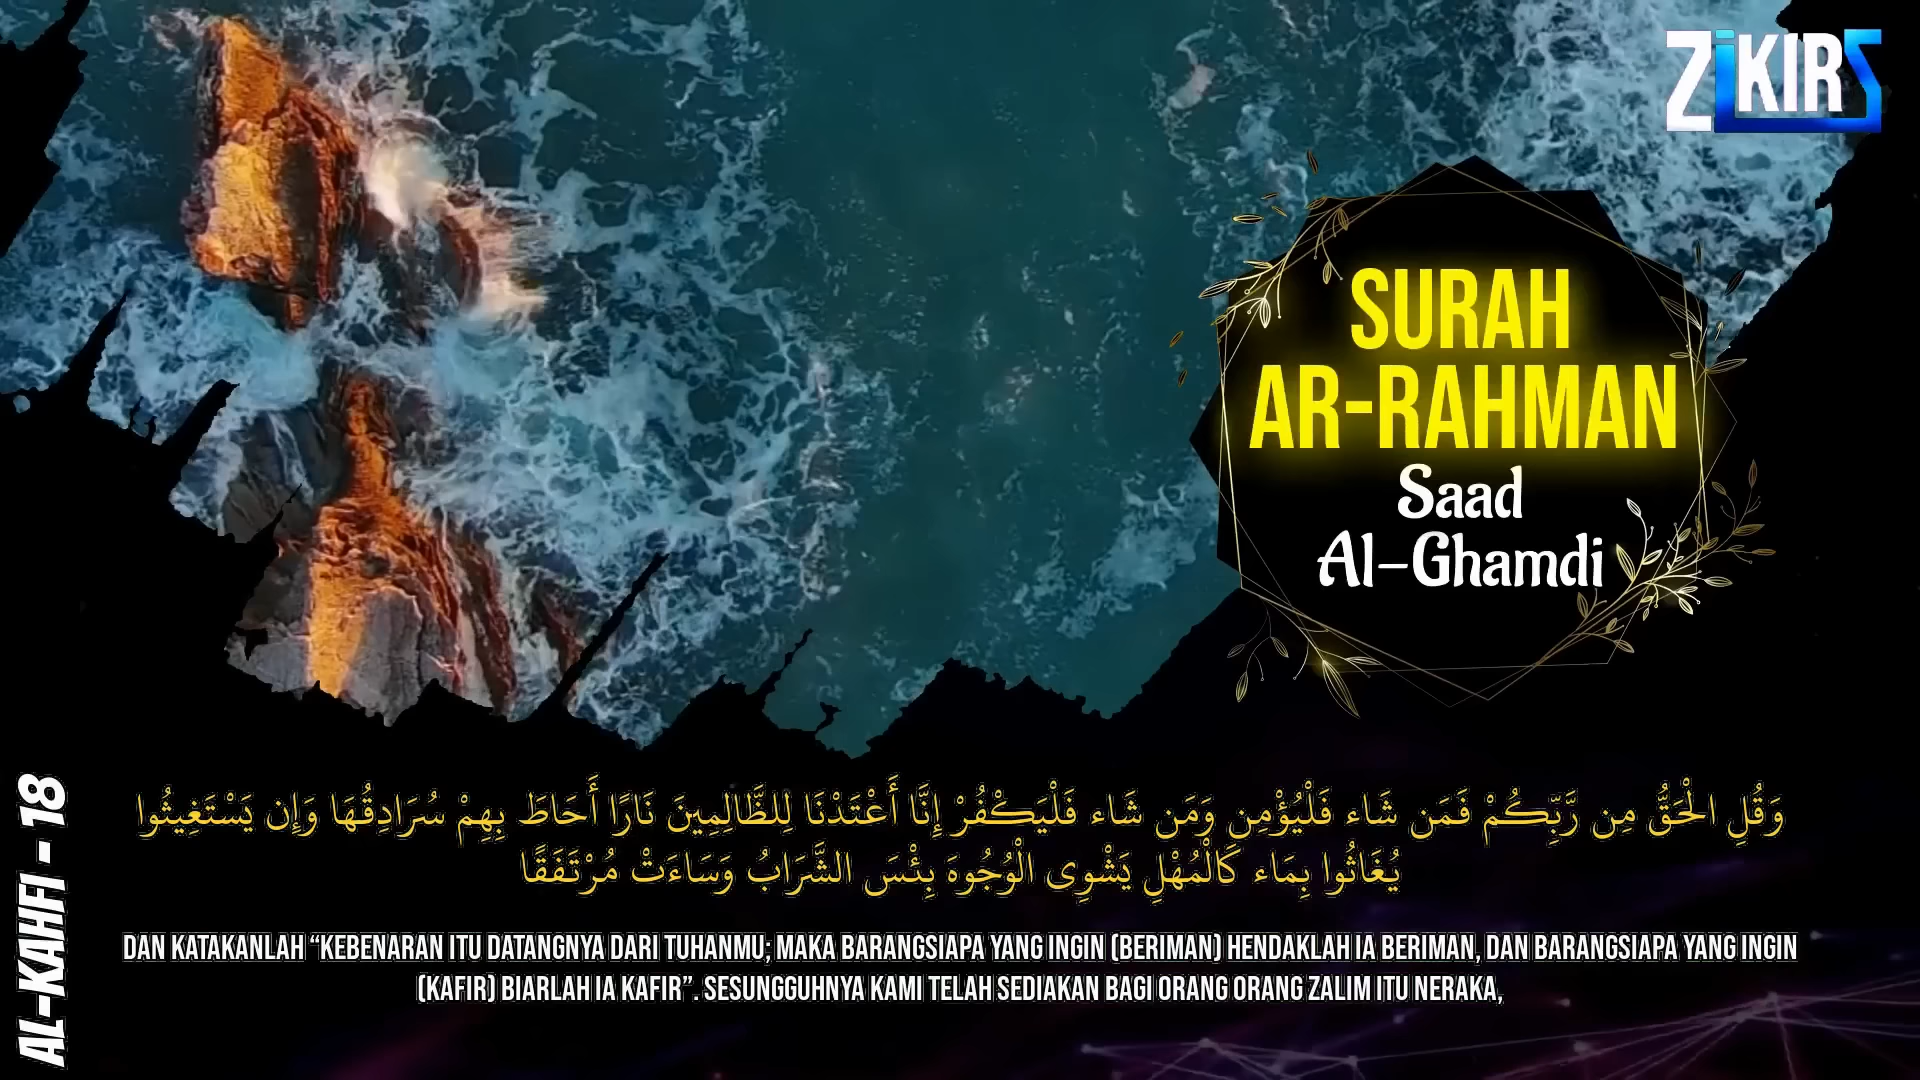 ZiKIRS
SURAH
AR-RAHMAN
Saad
Al-Ghamdi
وَقُلِ الْحَقُّ مِن رَّبِّكُمْ فَمَن شَاء فَلْيُؤْمِن وَمَن شَاء فَلْيَكْفُرْ إِنَّا أَعْتَدْنَا لِلظَّالِمِينَ نَارًا أَحَاطَ بِهِمْ سُرَادِقُهَا وَإِن يَسْتَغِيثُوا
يُغَاثُوا بِمَاء كَالْمُهْلِ يَشْوِى الْوُجُوهَ بِئْسَ الشَّرَابُ وَسَاءَتْ مُرْتَفَقًا
DAN KATAKANLAH “KEBENARAN ITU DATANGNYA DARI TUHANMU; MAKA BARANGSIAPA YANG INGIN (BERIMAN) HENDAKLAH IA BERIMAN, DAN BARANGSIAPA YANG INGIN
(KAFIR) BIARLAH IA KAFIR”. SESUNGGUHNYA KAMI TELAH SEDIAKAN BAGI ORANG ORANG ZALIM ITU NERAKA,
AL-KAHFI - 18